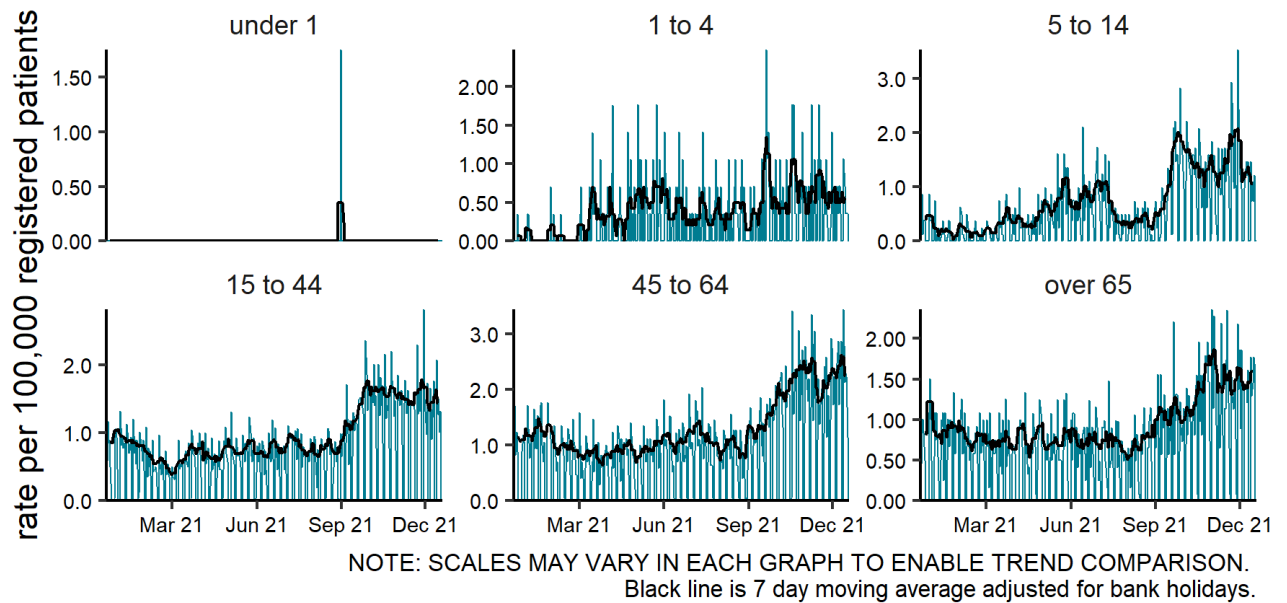 rate per 100,000 registered patients
under 1
1.50
1.00
0.50
0.00
1 to 4
2.00
1.50
1.00
0.50
0.00
5 to 14
3.0
2.0
1.0
0.0
15 to 44
2.0
1.0
0.0
Mar 21 Jun 21 Sep 21 Dec 21
45 to 64
3.0
2.0
1.0
0.0
Mar 21 Jun 21 Sep 21 Dec 21
over 65
2.00
1.50
1.00
0.50
0.00
Mar 21 Jun 21 Sep 21 Dec 21
NOTE: SCALES MAY VARY IN EACH GRAPH TO ENABLE TREND COMPARISON.
Black line is 7 day moving average adjusted for bank holidays.